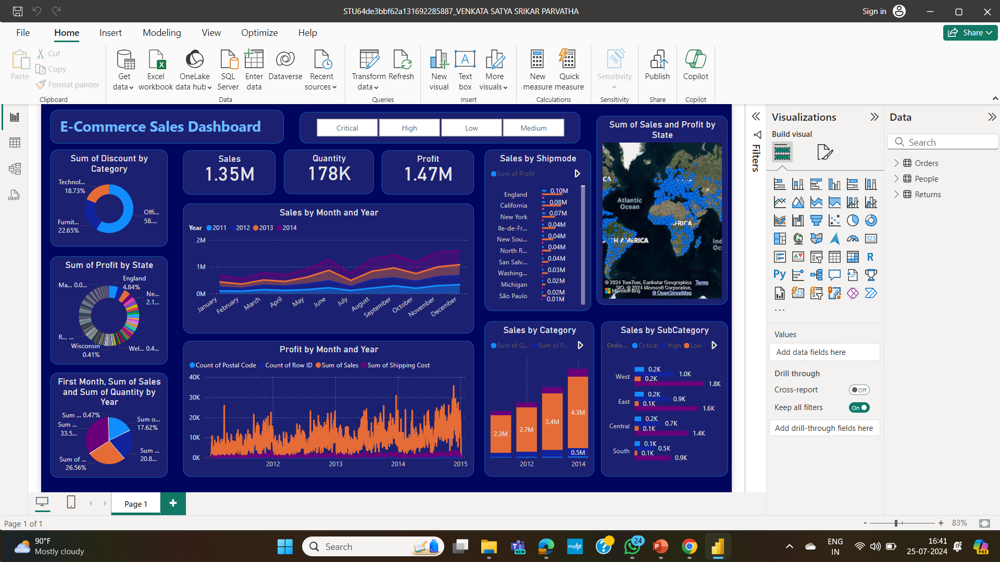 STU64de3bbf62a131692285887_VENKATA SATYA SRIKAR PARVATHA
Sign in
File Home Insert Modeling View Optimize Help
Share
Paste
Cut
Copy
Format painter
Clipboard
Get data
Excel workbook
OneLake data hub
SQL Server
Enter data
Dataverse
Recent sources
Data
Transform data
Refresh
Queries
New visual
Text box
More visuals
Insert
New measure
Quick measure
Calculations
Sensitivity
Sensitivity
Publish
Share
Copilot
Copilot
E-Commerce Sales Dashboard
Critical High Low Medium
Sum of Discount by
Category
Technol...
18.73%
Offi...
58....
Furnit...
22.65%
Sales
1.35M
Quantity
178K
Profit
1.47M
Sum of Profit by State
Ma... 0.0...
England
4.84%
Ne...
2.1...
R... ...
Wisconsin
0.41%
Wel... 0.4...
First Month, Sum of Sales
and Sum of Quantity by
Year
Sum ... 0.47%
Sum ...
33.5...
Sum o...
17.62%
Sum ...
20.8...
Sum of ...
26.56%
Sales by Month and Year
Year 2011 2012 2013 2014
2M
1M
0M
January February March April May June July August September October November December
Profit by Month and Year
Count of Postal Code Count of Row ID Sum of Sales Sum of Shipping Cost
40K
30K
20K
10K
0K
2012 2013 2014 2015
Sales by Shipmode
Sum of Profit
England 0.10M
California 0.08M
New York 0.07M
Ile-de-Fr... 0.04M
New Sou... 0.04M
North R... 0.04M
San Salv... 0.04M
Washing... 0.03M
Michigan 0.02M
São Paulo 0.02M
0.01M
Sum of Sales and Profit by
State
CA
Atlantic
Ocean
AFRICA
SOUTH AMERICA
Ind
Oc
© 2024 TomTom, Earthstar Geographics Terms
SIO, © 2024 Microsoft Corporation,
Microsoft Bing © OpenStreetMap
Sales by Category
Sum of Q... Sum of P...
2.3M 2.7M 3.4M 4.3M
0.5M
2012 2014
Sales by SubCategory
Orde... Critical High Low
West 0.2K 1.0K 0.2K 1.8K
East 0.2K 0.9K 0.1K 1.6K
Central 0.2K 0.7K 0.1K 1.4K
South 0.1K 0.5K 0.1K 0.9K
Filters
Visualizations
Build visual
123
R
Py
123
...
Values
Add data fields here
Drill through
Cross-report Off
Keep all filters On
Add drill-through fields here
Data
Search
Orders
People
Returns
DAX
Page 1
Page 1 of 1
- + 83%
90°F
Mostly cloudy
Search
NEW
myhp
24
ENG
IN
16:41
25-07-2024
PRE